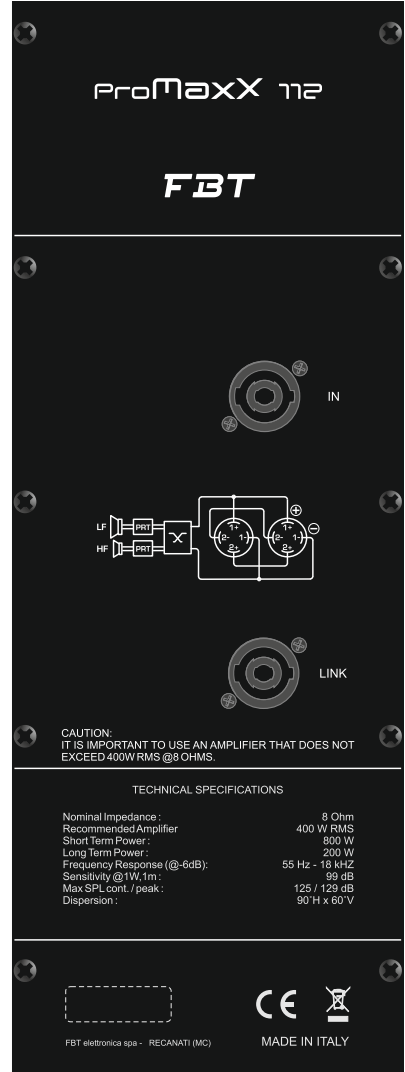 ProMaxX 112
FBT
IN
LF PRT
HF PRT
1+ 1+
2- 1- 2- 1-
2+ 2+
+
-
LINK
CAUTION:
IT IS IMPORTANT TO USE AN AMPLIFIER THAT DOES NOT
EXCEED 400W RMS @8 OHMS.
TECHNICAL SPECIFICATIONS
Nominal Impedance : 8 Ohm
Recommended Amplifier 400 W RMS
Short Term Power : 800 W
Long Term Power : 200 W
Frequency Response (@-6dB): 55 Hz - 18 kHZ
Sensitivity @1W,1m : 99 dB
Max SPL cont. / peak : 125 / 129 dB
Dispersion : 90°H x 60°V
CE
FBT elettronica spa - RECANATI (MC) MADE IN ITALY